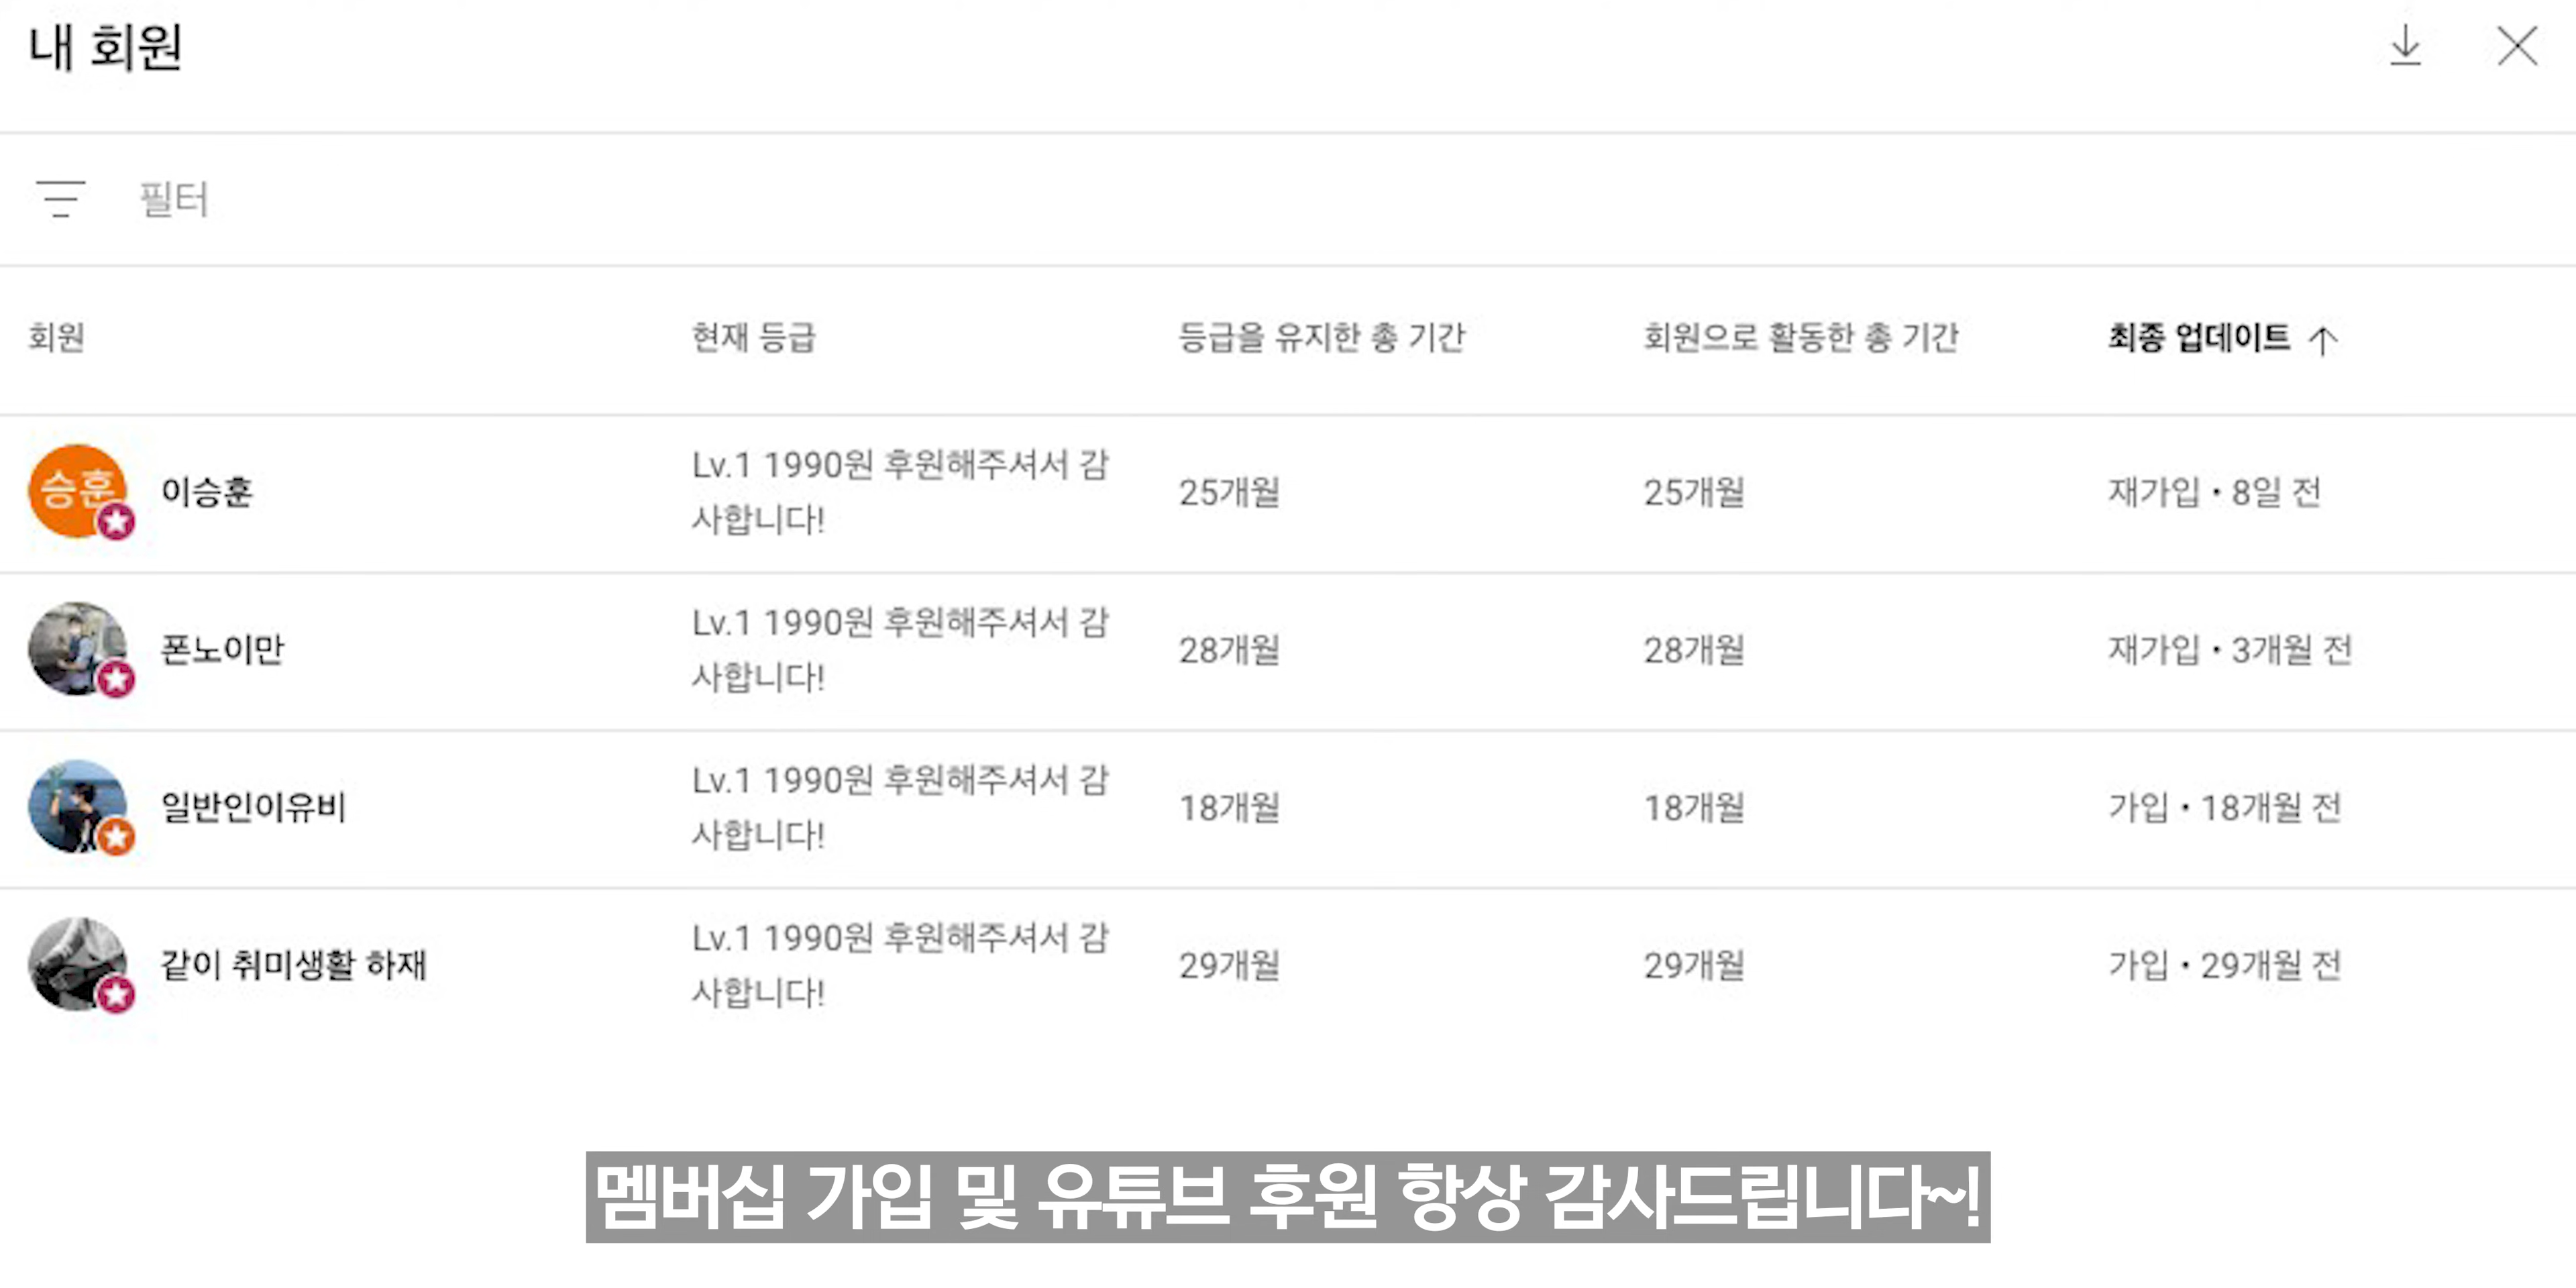 내 회원
필터
회원 현재 등급 등급을 유지한 총 기간 회원으로 활동한 총 기간 최종 업데이트
승훈 이승훈 Lv.1 1990원 후원해주셔서 감
사합니다! 25개월 25개월 재가입 • 8일 전
폰노이만 Lv.1 1990원 후원해주셔서 감
사합니다! 28개월 28개월 재가입 • 3개월 전
일반인이유비 Lv.1 1990원 후원해주셔서 감
사합니다! 18개월 18개월 가입 • 18개월 전
같이 취미생활 하재 Lv.1 1990원 후원해주셔서 감
사합니다! 29개월 29개월 가입 • 29개월 전
멤버십 가입 및 유튜브 후원 항상 감사드립니다~!